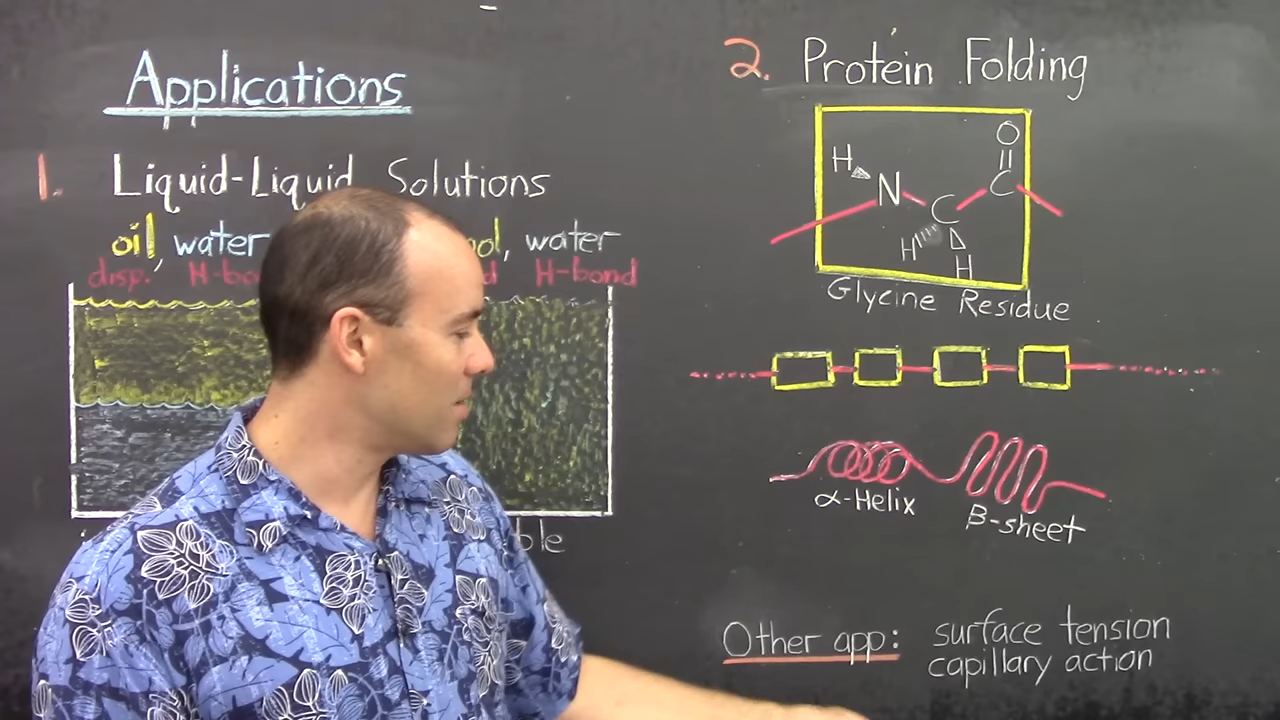 Applications
1. Liquid-Liquid Solutions
oil, water
ol, water
disp. H-bo
d H-bond
ble
2. Protein Folding
O
H
N
C
C
H
H
Glycine Residue
α-Helix
β-sheet
Other app: surface tension
capillary action